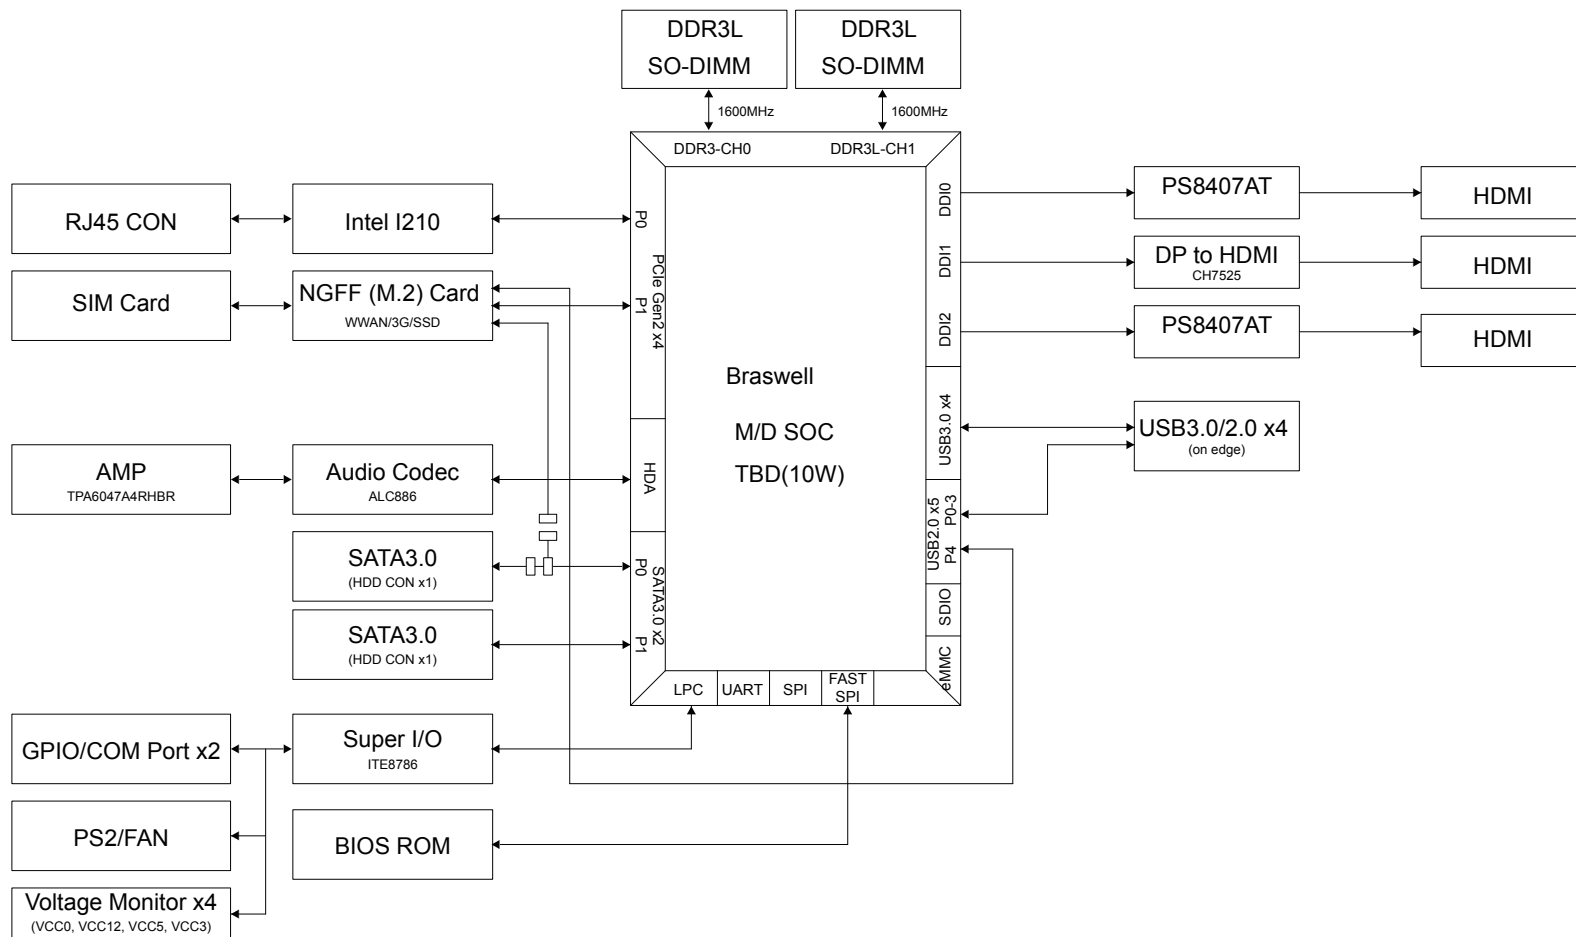 DDR3L
SO-DIMM
DDR3L
SO-DIMM
1600MHz
1600MHz
DDR3-CH0
DDR3L-CH1
RJ45 CON
Intel I210
P0
PCIe Gen2 x4
P1
SIM Card
NGFF (M.2) Card
WWAN/3G/SSD
AMP
TPA6047A4RHBR
Audio Codec
ALC886
HDA
SATA3.0
(HDD CON x1)
P0
SATA3.0 x2
P1
SATA3.0
(HDD CON x1)
Braswell
M/D SOC
TBD(10W)
DDI0
PS8407AT
HDMI
DDI1
DP to HDMI
CH7525
HDMI
DDI2
PS8407AT
HDMI
USB3.0 x4
USB3.0/2.0 x4
(on edge)
USB2.0 x5
P0-3
P4
SDIO
eMMC
LPC
UART
SPI
FAST
SPI
GPIO/COM Port x2
Super I/O
ITE8786
PS2/FAN
BIOS ROM
Voltage Monitor x4
(VCC0, VCC12, VCC5, VCC3)